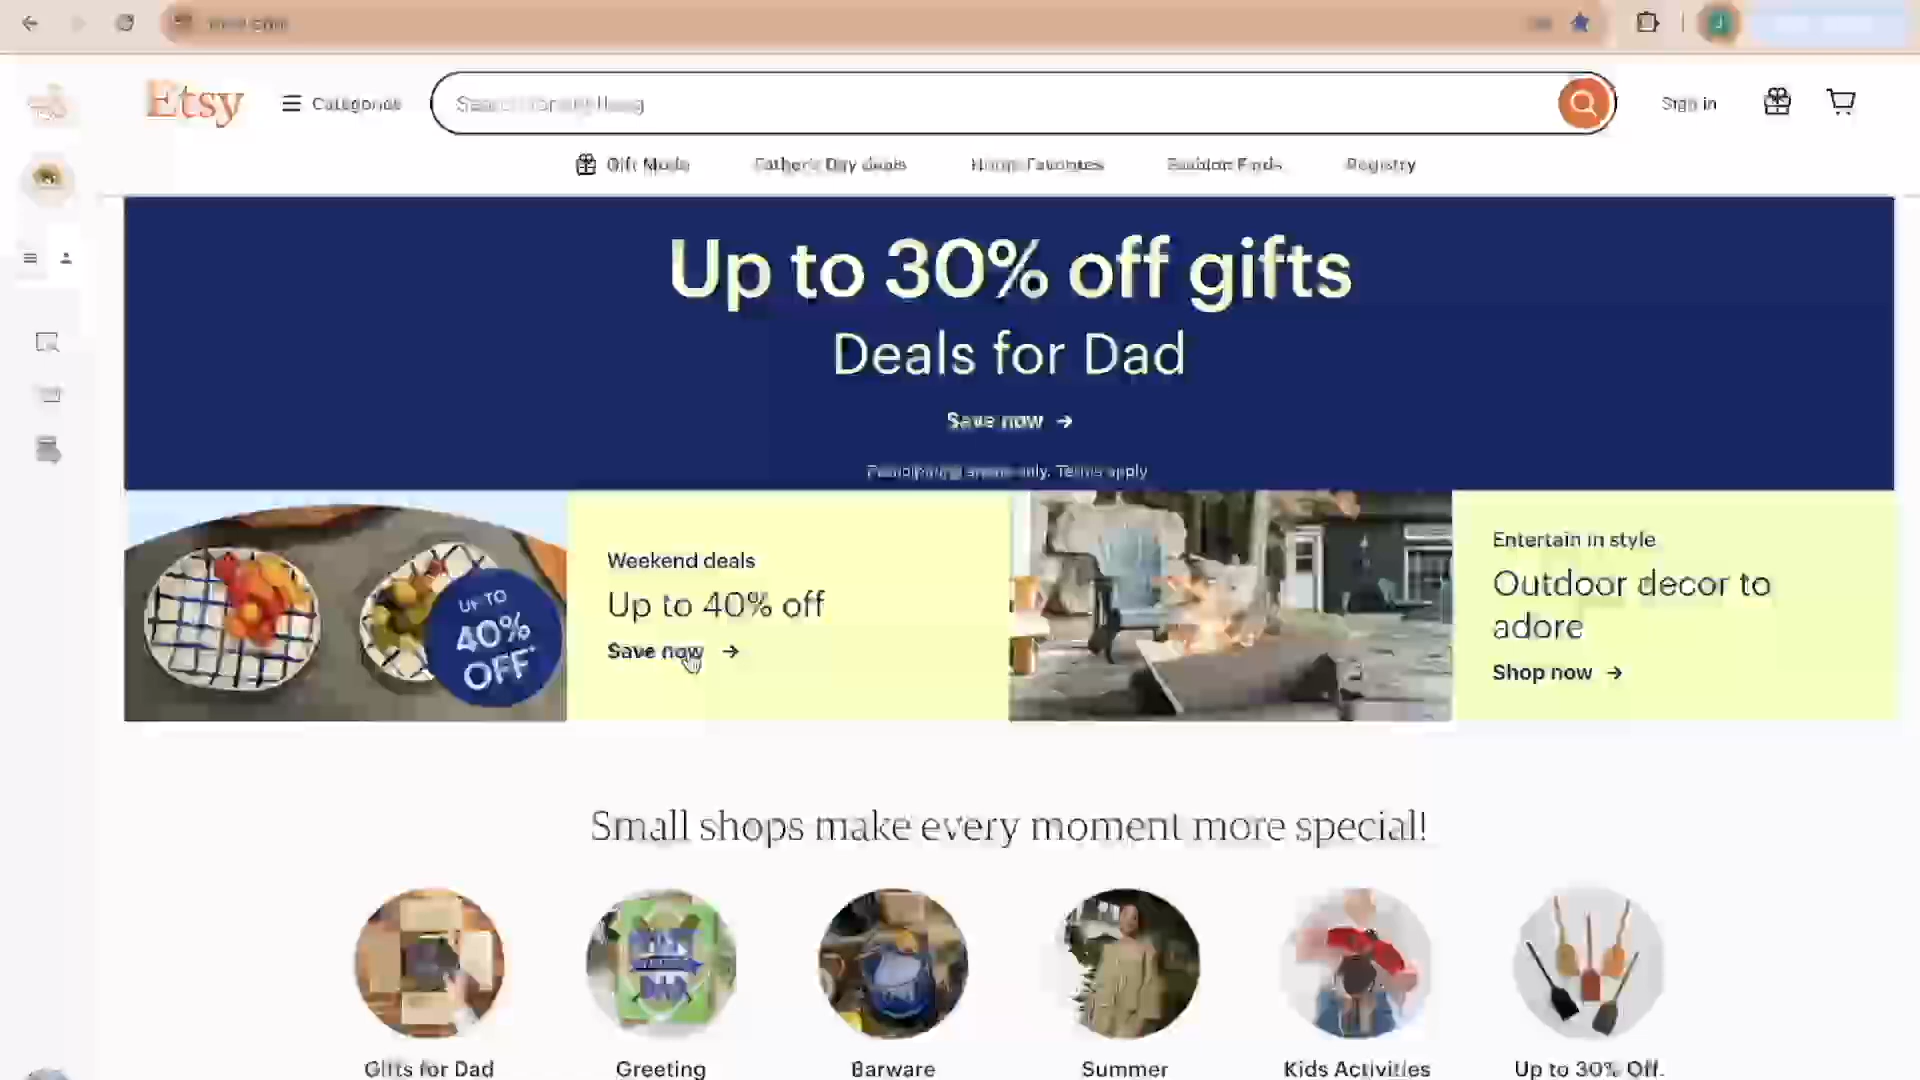 Etsy
Categories
Search for anything
Sign in
Gift Mode
Father's Day deals
Home Favorites
Fashion Finds
Registry
Up to 30% off gifts
Deals for Dad
Save now →
Participating shops only. Terms apply
UP TO
40%
OFF*
Weekend deals
Up to 40% off
Save now →
Entertain in style
Outdoor decor to
adore
Shop now →
Small shops make every moment more special!
Gifts for Dad
Greeting
Barware
Summer
Kids Activities
Up to 30% Off.